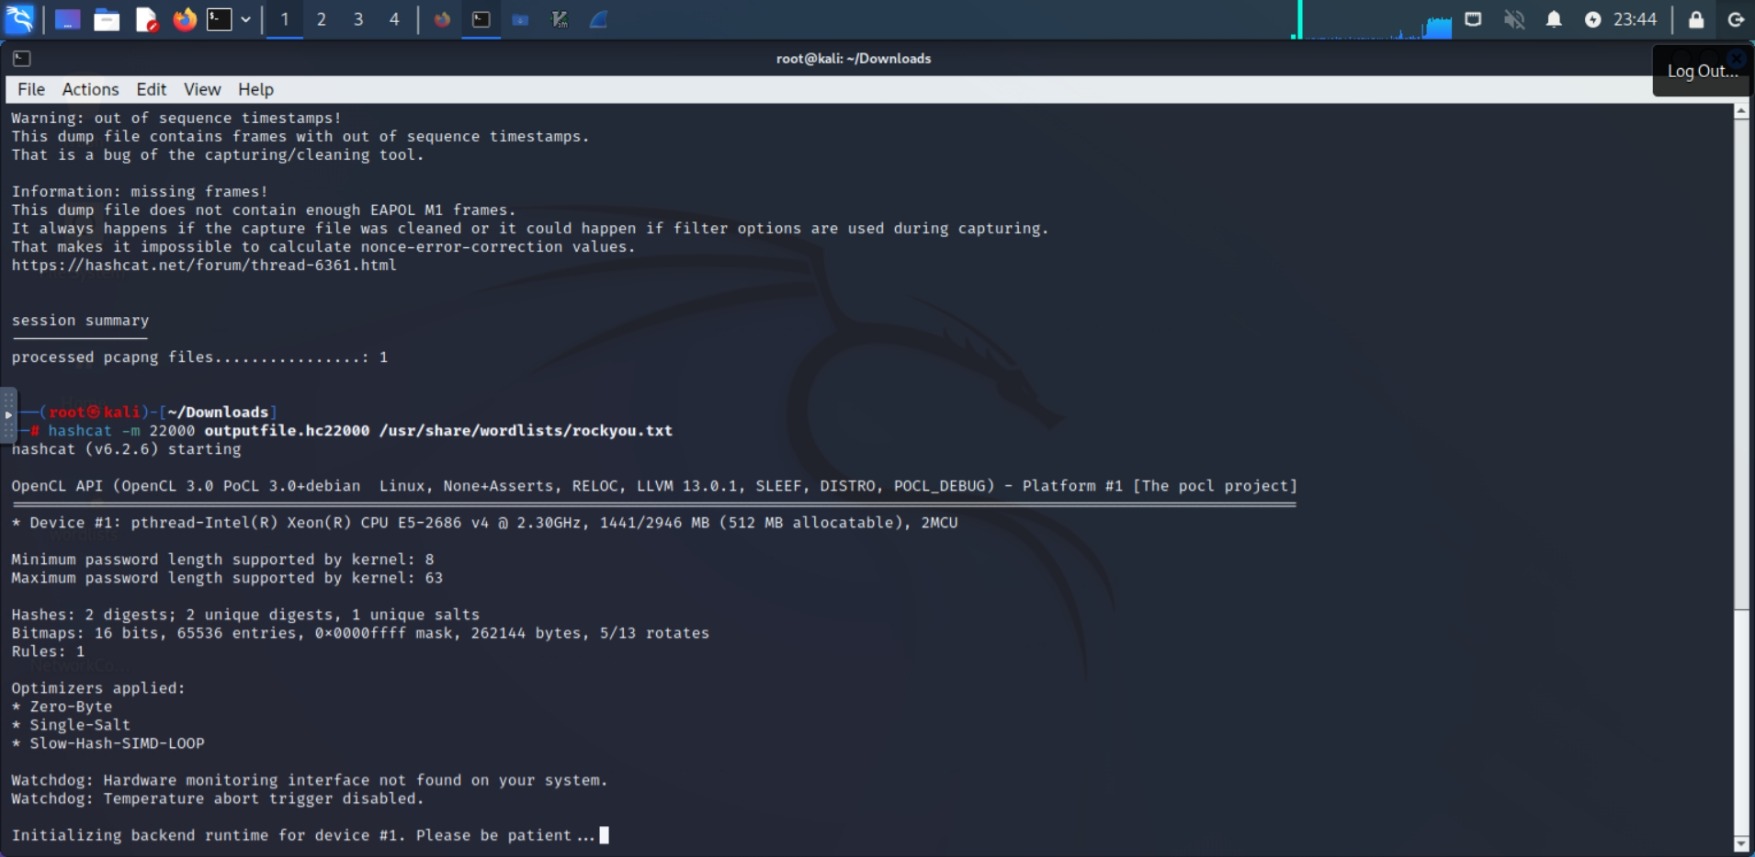 1 2 3 4 23:44
root@kali: ~/Downloads
Log Out...
File Actions Edit View Help
Warning: out of sequence timestamps!
This dump file contains frames with out of sequence timestamps.
That is a bug of the capturing/cleaning tool.
Information: missing frames!
This dump file does not contain enough EAPOL M1 frames.
It always happens if the capture file was cleaned or it could happen if filter options are used during capturing.
That makes it impossible to calculate nonce-error-correction values.
https://hashcat.net/forum/thread-6361.html
session summary
processed pcapng files................: 1
(root㉿kali)-[~/Downloads]
# hashcat -m 22000 outputfile.hc22000 /usr/share/wordlists/rockyou.txt
hashcat (v6.2.6) starting
OpenCL API (OpenCL 3.0 PoCL 3.0+debian  Linux, None+Asserts, RELOC, LLVM 13.0.1, SLEEF, DISTRO, POCL_DEBUG) - Platform #1 [The pocl project]
* Device #1: pthread-Intel(R) Xeon(R) CPU E5-2686 v4 @ 2.30GHz, 1441/2946 MB (512 MB allocatable), 2MCU
Minimum password length supported by kernel: 8
Maximum password length supported by kernel: 63
Hashes: 2 digests; 2 unique digests, 1 unique salts
Bitmaps: 16 bits, 65536 entries, 0x0000ffff mask, 262144 bytes, 5/13 rotates
Rules: 1
Optimizers applied:
* Zero-Byte
* Single-Salt
* Slow-Hash-SIMD-LOOP
Watchdog: Hardware monitoring interface not found on your system.
Watchdog: Temperature abort trigger disabled.
Initializing backend runtime for device #1. Please be patient...